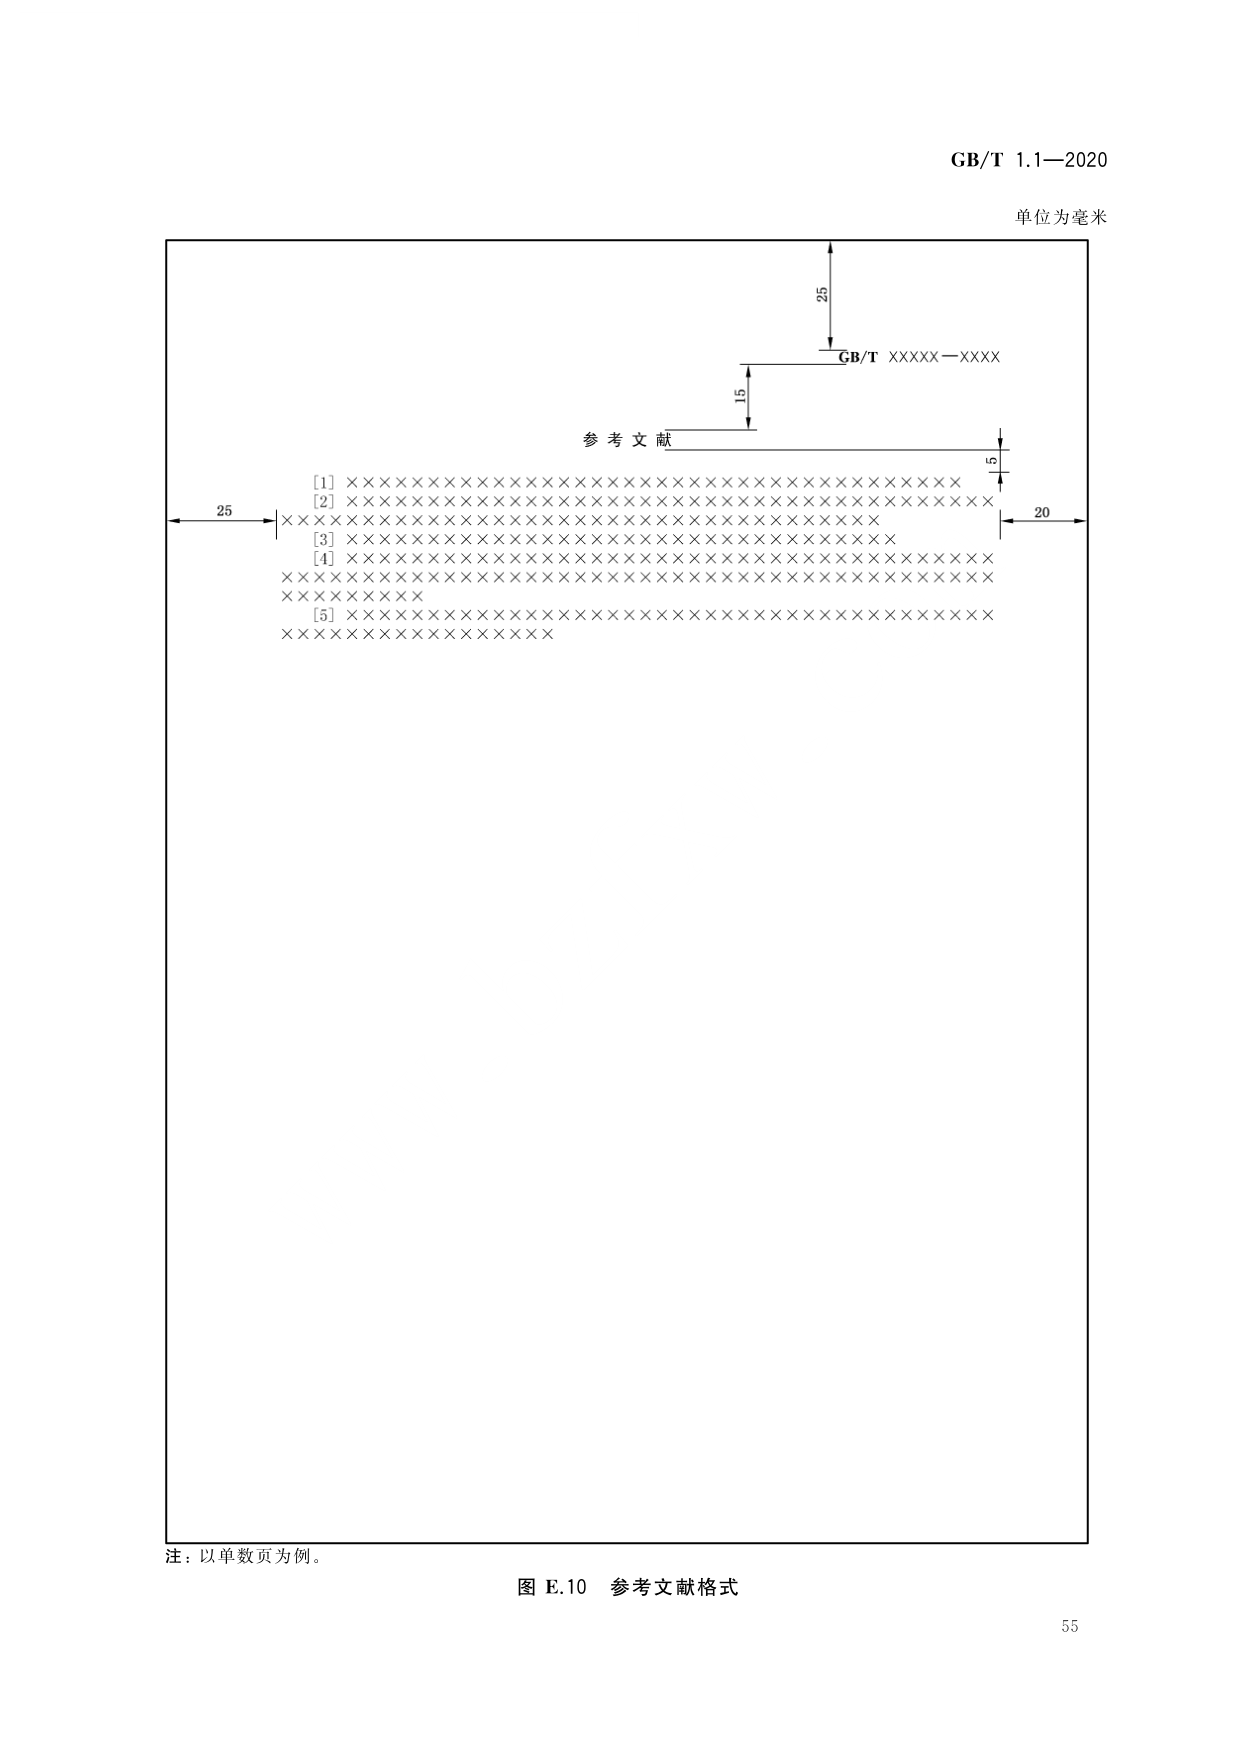 GB/T 1.1—2020
单位为毫米
25
GB/T XXXXX—XXXX
15
参 考 文 献
5
[1] ××××××××××××××××××××××××××××××××××××××
[2] ××××××××××××××××××××××××××××××××××××××××
25
×××××××××××××××××××××××××××××××××××××
20
[3] ××××××××××××××××××××××××××××××××××
[4] ××××××××××××××××××××××××××××××××××××××××
××××××××××××××××××××××××××××××××××××××××××××
×××××××××
[5] ××××××××××××××××××××××××××××××××××××××××
×××××××××××××××××
注：以单数页为例。
图 E.10 参考文献格式
55